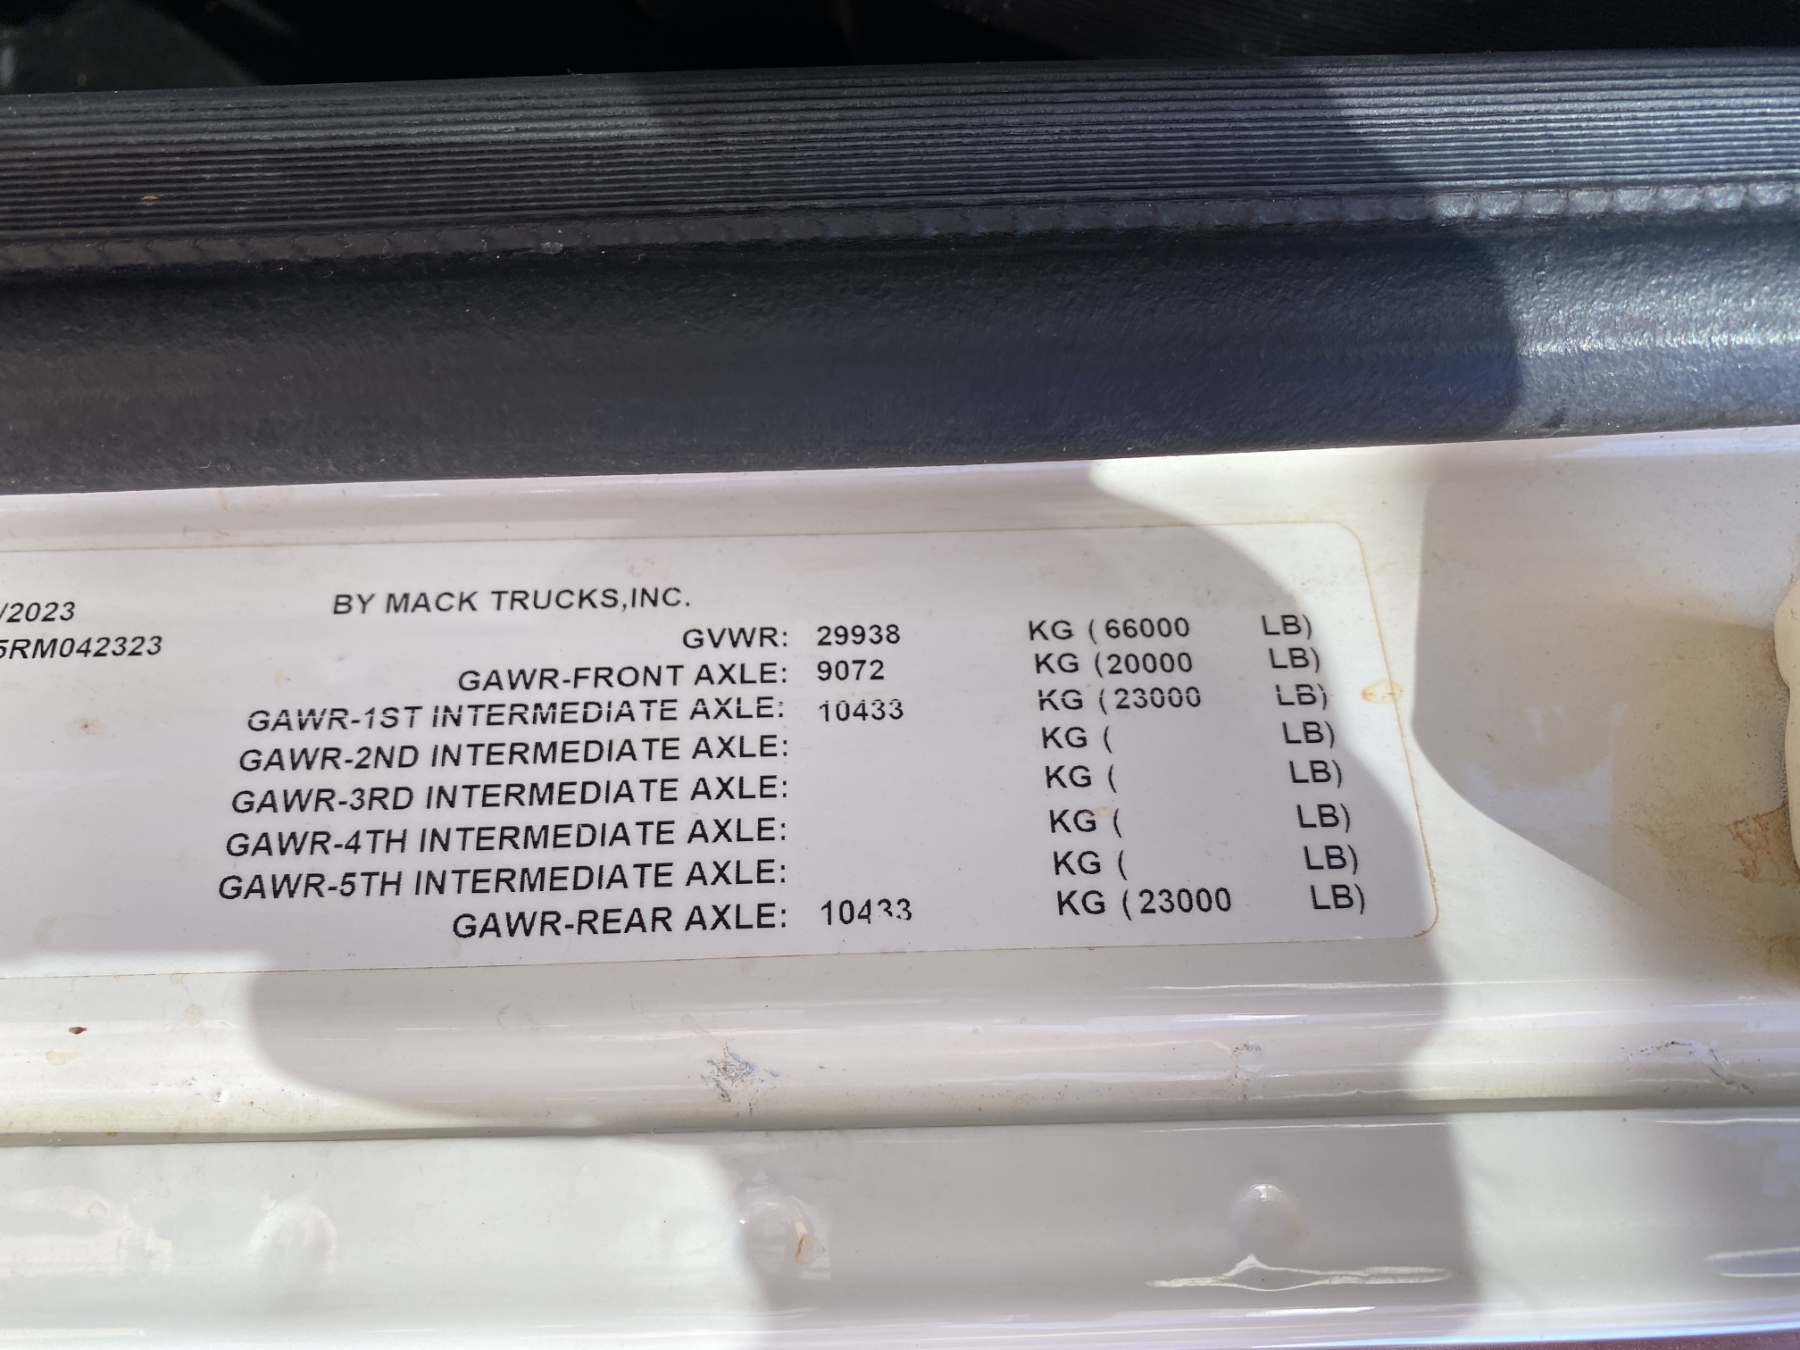 /2023 BY MACK TRUCKS,INC.
5RM042323 GVWR: 29938 KG (66000 LB)
GAWR-FRONT AXLE: 9072 KG (20000 LB)
GAWR-1ST INTERMEDIATE AXLE: 10433 KG (23000 LB)
GAWR-2ND INTERMEDIATE AXLE: KG ( LB)
GAWR-3RD INTERMEDIATE AXLE: KG ( LB)
GAWR-4TH INTERMEDIATE AXLE: KG ( LB)
GAWR-5TH INTERMEDIATE AXLE: KG ( LB)
GAWR-REAR AXLE: 10433 KG (23000 LB)